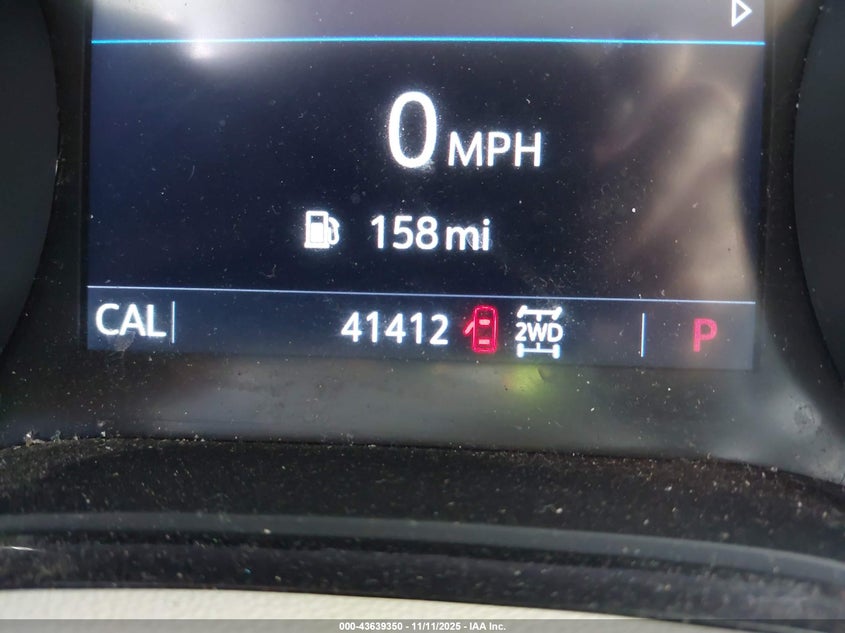 0 MPH
158 mi
CAL 41412 2WD P
000-43639350 - 11/11/2025 - IAA Inc.